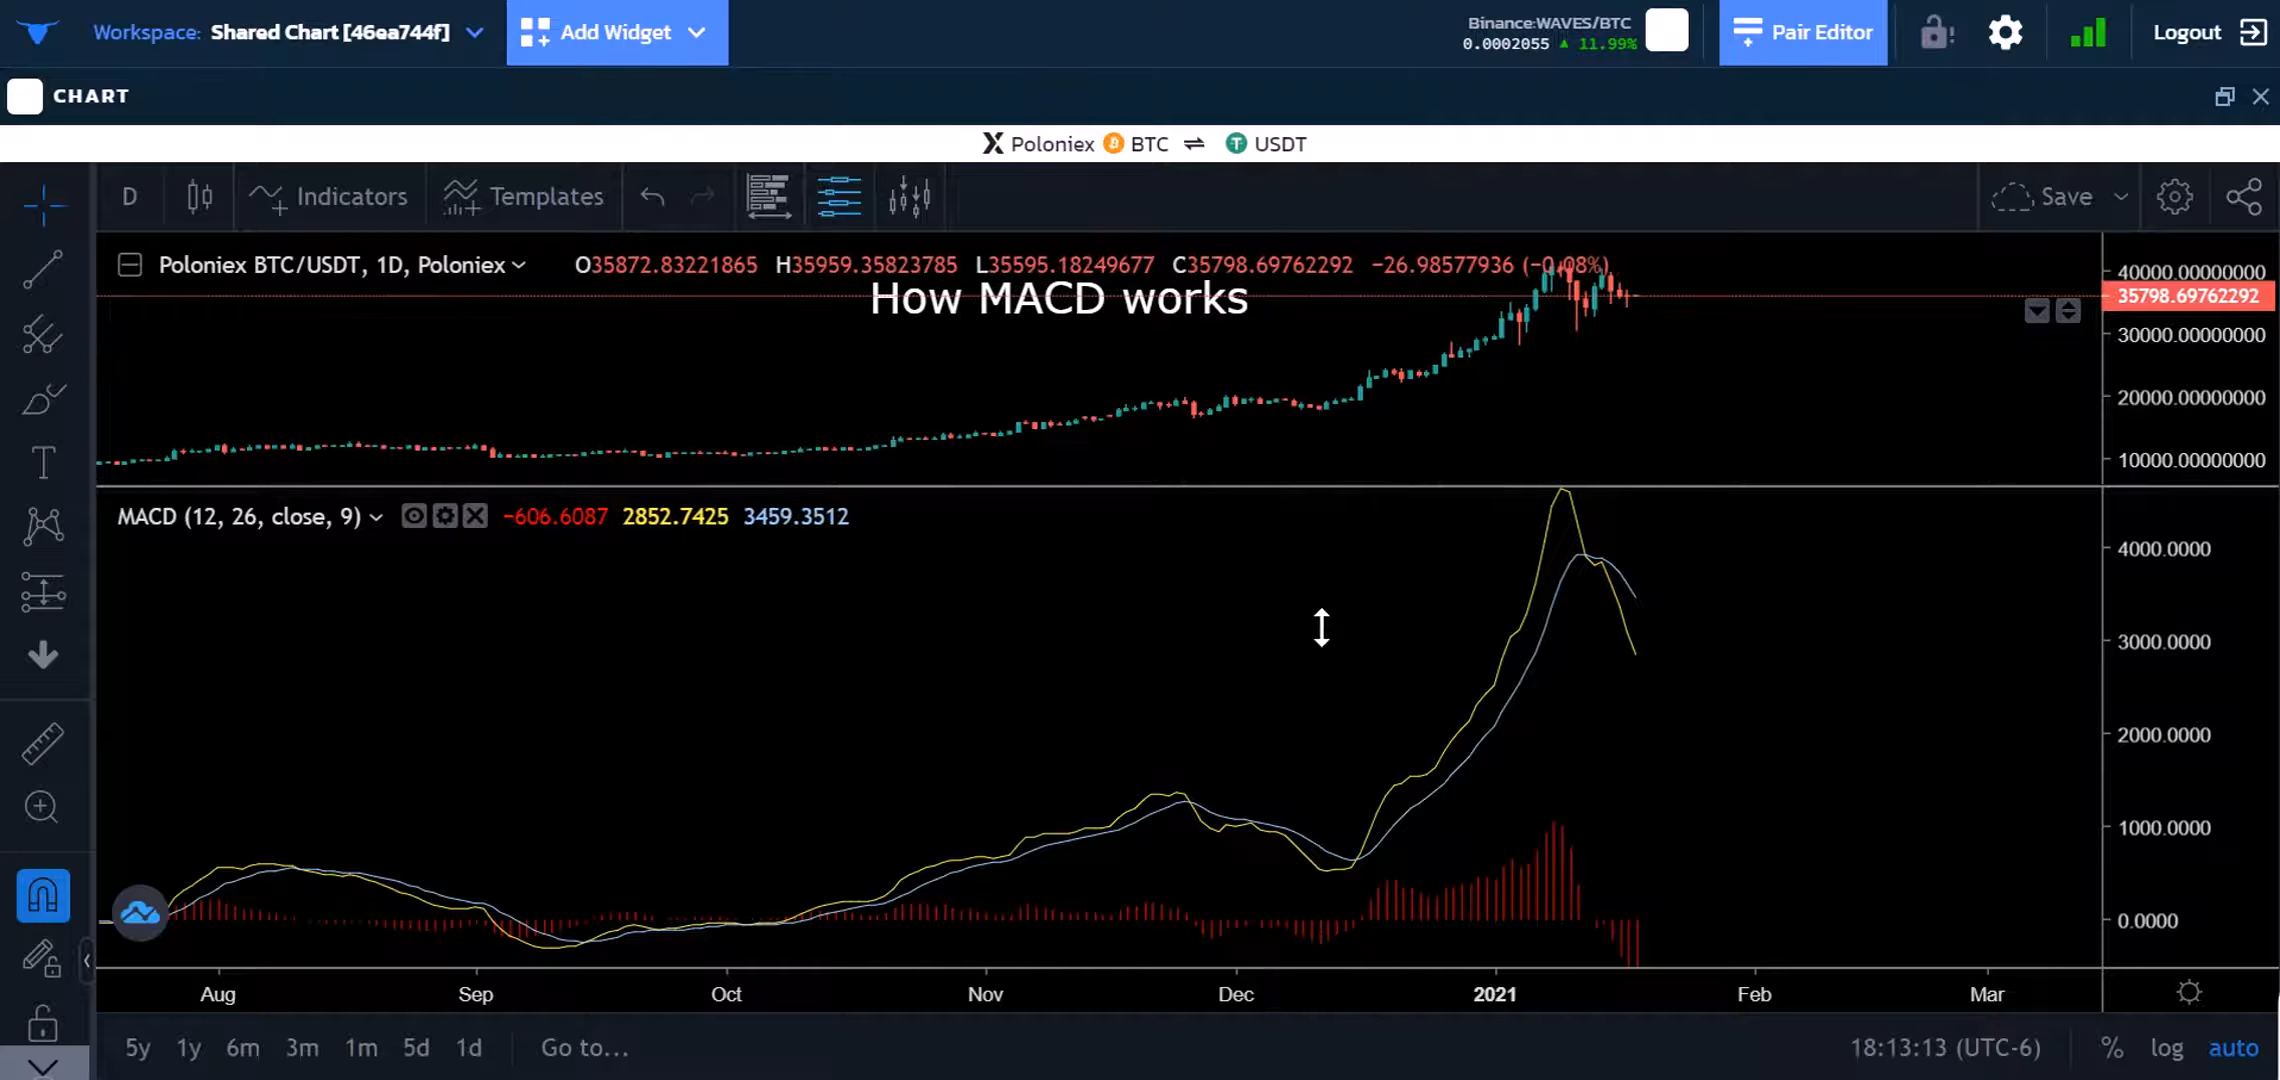 Workspace: Shared Chart [46ea744f]
Add Widget
Binance:WAVES/BTC
0.0002055 ▲ 11.99%
Pair Editor
Logout
CHART
Poloniex BTC ⇌ USDT
D
Indicators
Templates
Save
Poloniex BTC/USDT, 1D, Poloniex
O35872.83221865 H35959.35823785 L35595.18249677 C35798.69762292 −26.98577936 (−0.08%)
How MACD works
40000.00000000
35798.69762292
30000.00000000
20000.00000000
10000.00000000
MACD (12, 26, close, 9)
−606.6087 2852.7425 3459.3512
4000.0000
3000.0000
2000.0000
1000.0000
0.0000
Aug Sep Oct Nov Dec 2021 Feb Mar
5y 1y 6m 3m 1m 5d 1d Go to... 18:13:13 (UTC-6) % log auto